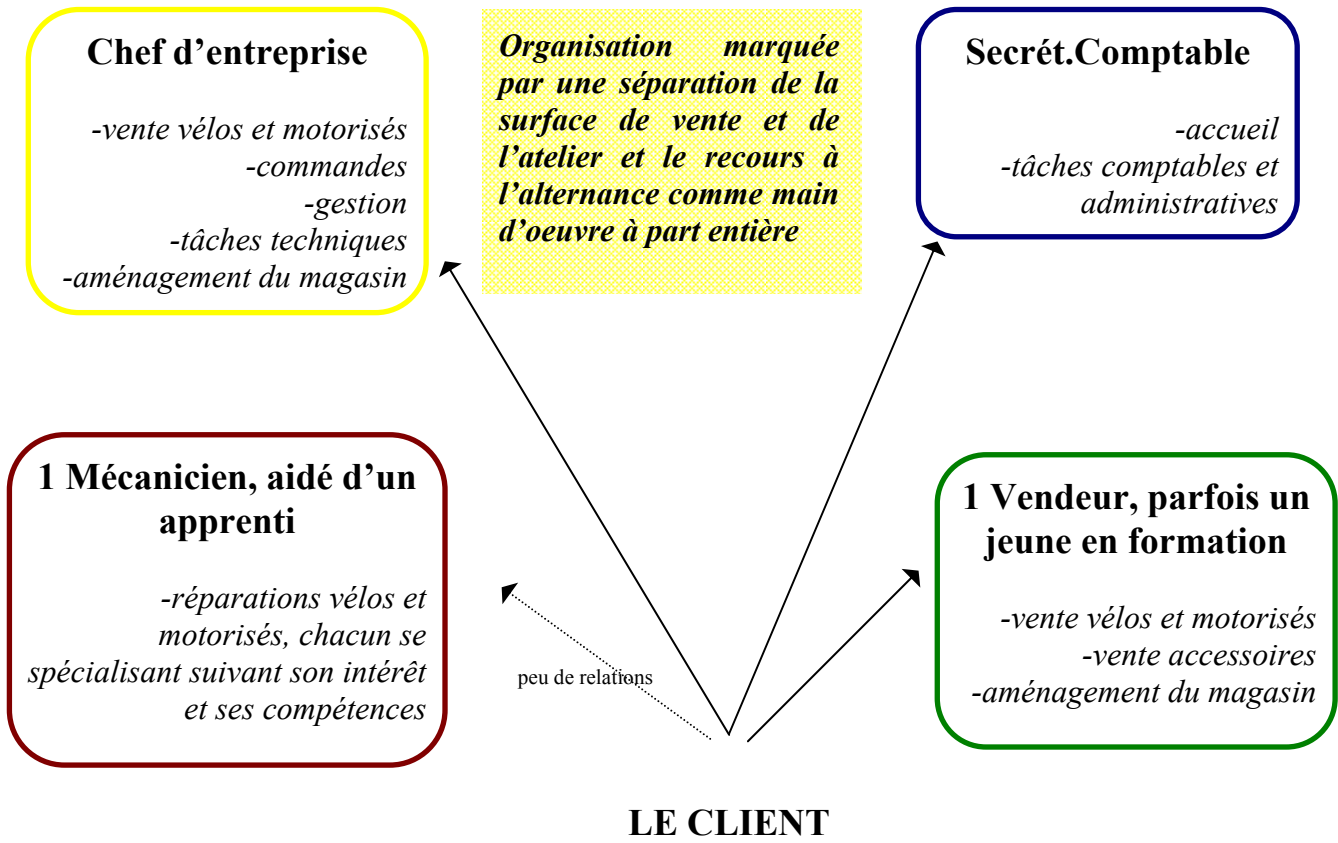 Chef d’entreprise
-vente vélos et motorisés
-commandes
-gestion
-tâches techniques
-aménagement du magasin
Organisation marquée
par une séparation de la
surface de vente et de
l’atelier et le recours à
l’alternance comme main
d’oeuvre à part entière
Secrét.Comptable
-accueil
-tâches comptables et
administratives
1 Mécanicien, aidé d’un
apprenti
-réparations vélos et
motorisés, chacun se
spécialisant suivant son intérêt
et ses compétences
peu de relations
1 Vendeur, parfois un
jeune en formation
-vente vélos et motorisés
-vente accessoires
-aménagement du magasin
LE CLIENT